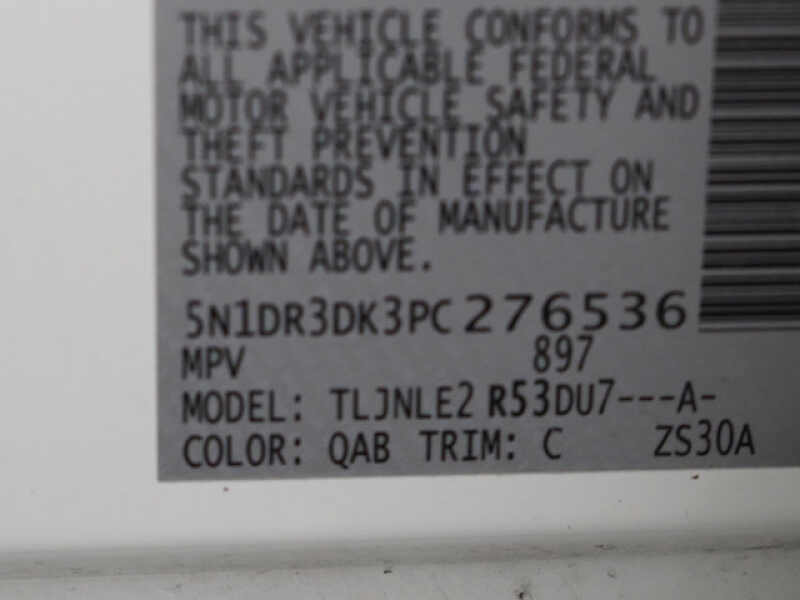 THIS VEHICLE CONFORMS TO
ALL APPLICABLE FEDERAL
MOTOR VEHICLE SAFETY AND
THEFT PREVENTION
STANDARDS IN EFFECT ON
THE DATE OF MANUFACTURE
SHOWN ABOVE.
5N1DR3DK3PC276536
MPV 897
MODEL: TLJNLE2 R53DU7---A-
COLOR: QAB TRIM: C ZS30A